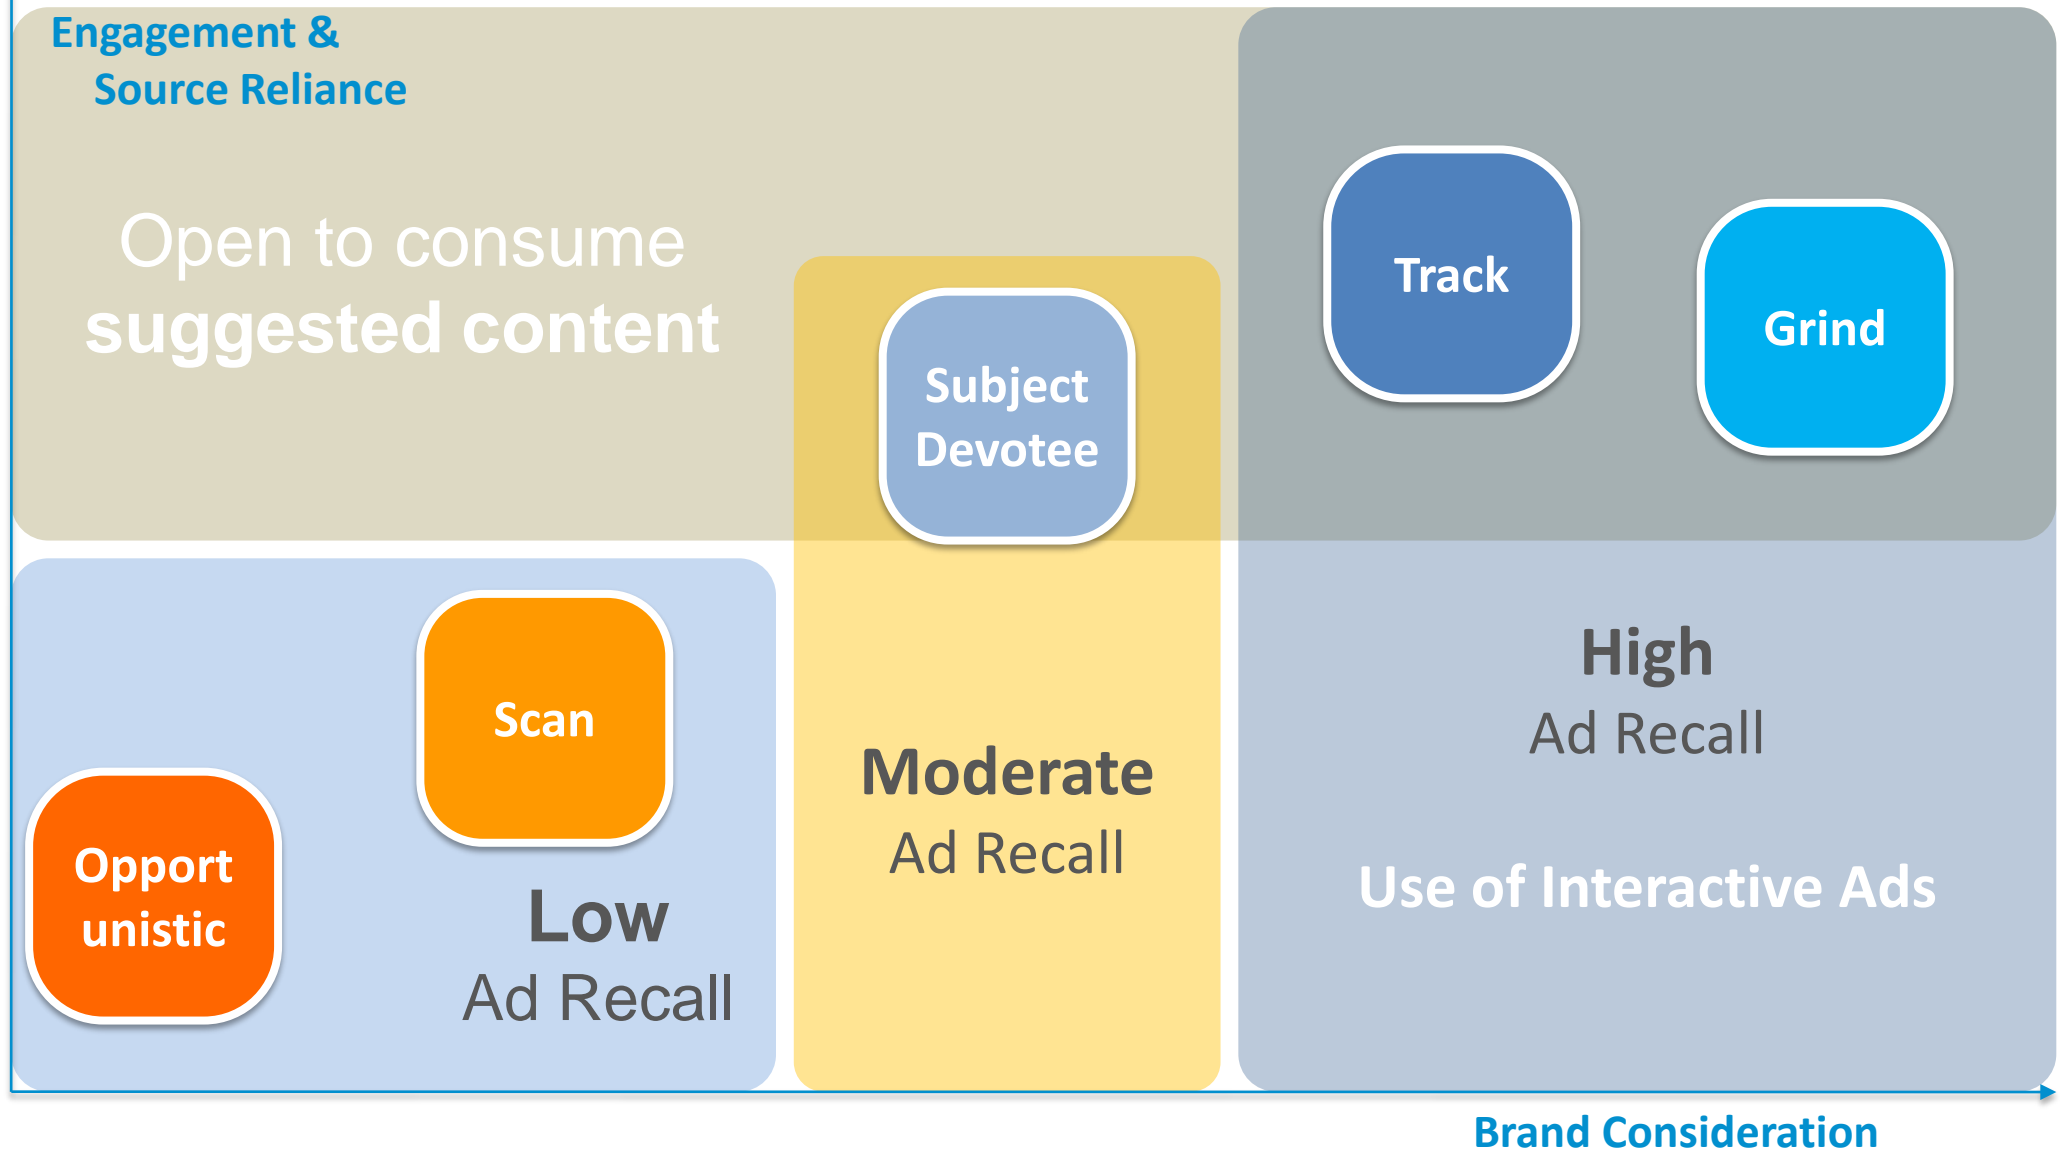 Engagement &
Source Reliance
Open to consume
suggested content
Track
Grind
Subject
Devotee
Scan
Opport
unistic
Low
Ad Recall
Moderate
Ad Recall
High
Ad Recall
Use of Interactive Ads
Brand Consideration